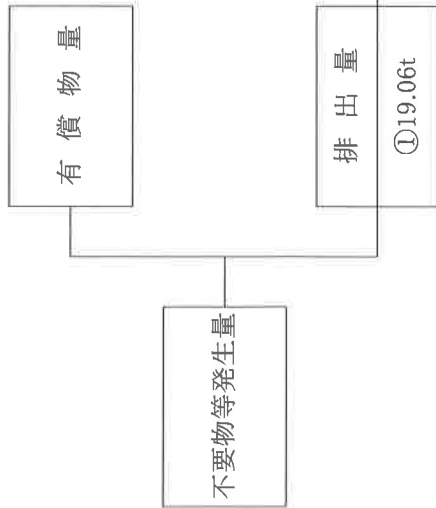 不要物等発生量
有償物量
排出量
①19.06t